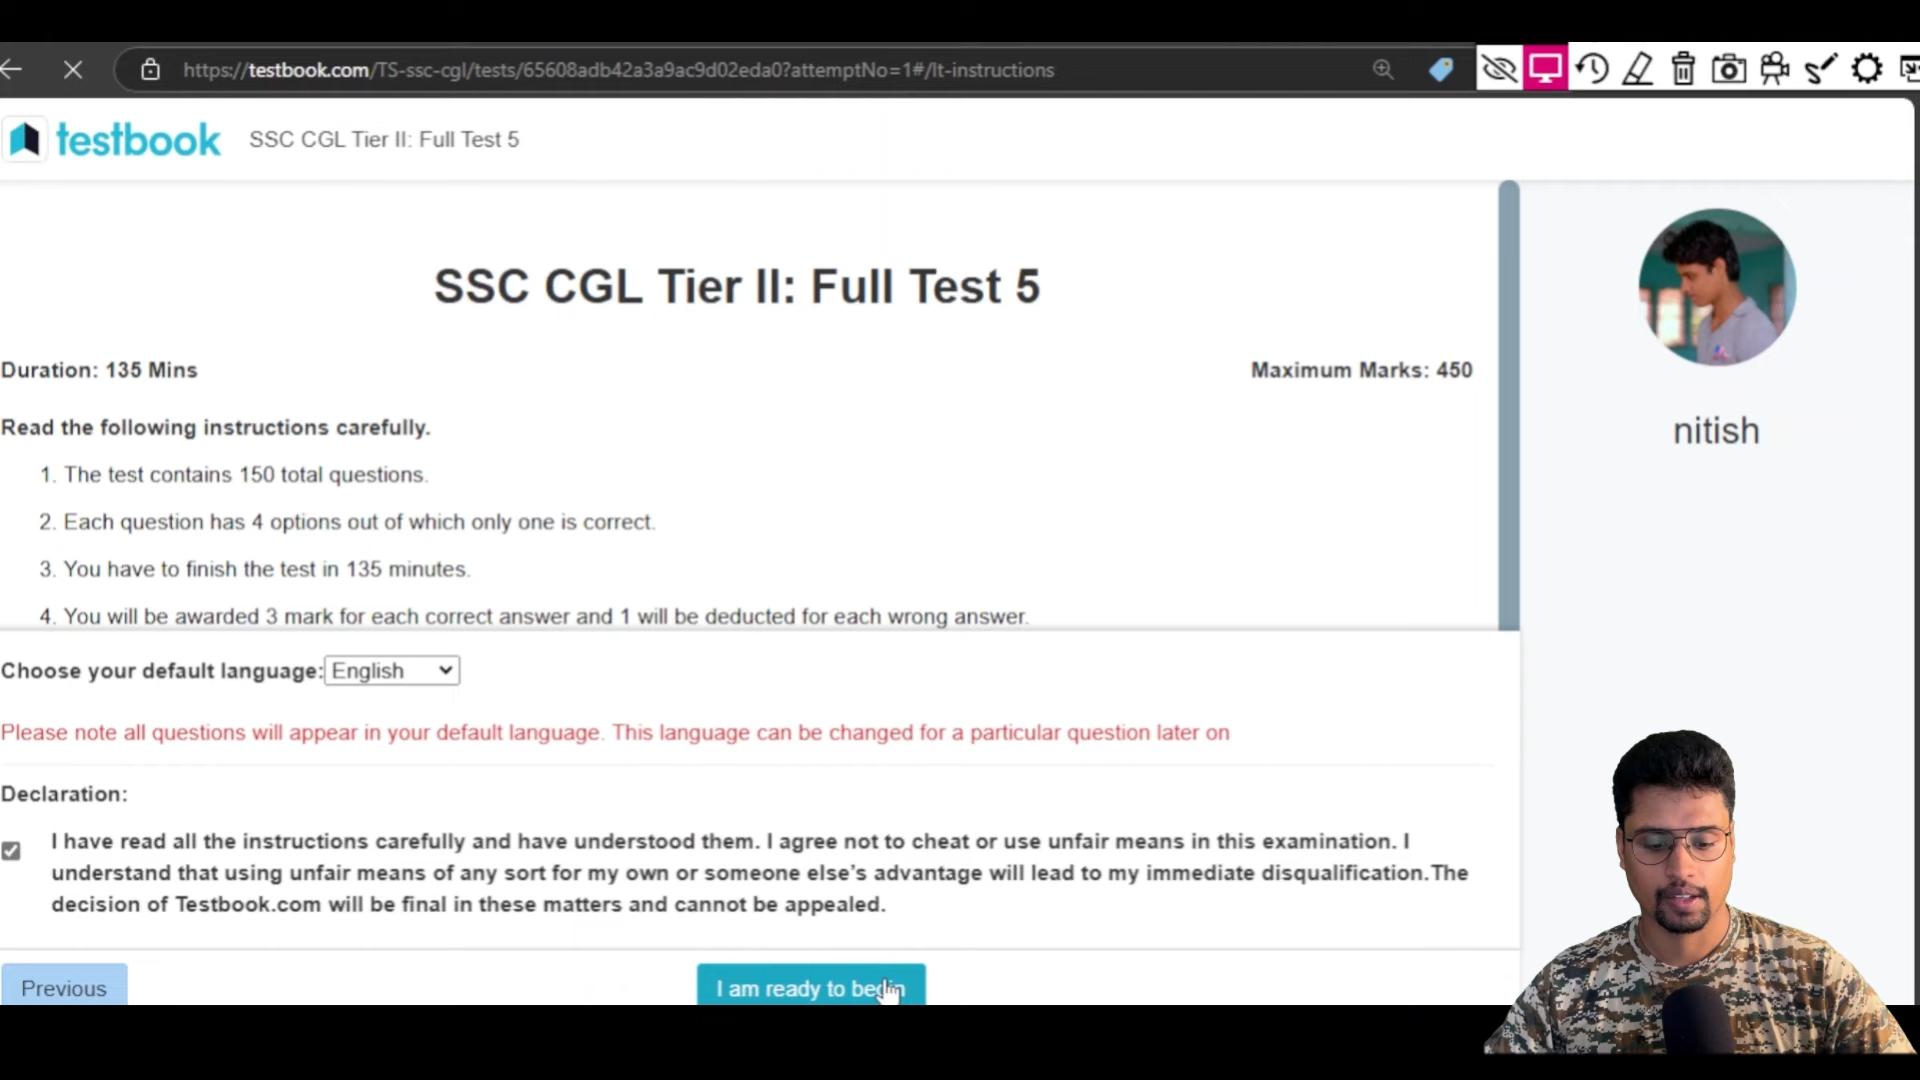 https://testbook.com/TS-ssc-cgl/tests/65608adb42a3a9ac9d02eda0?attemptNo=1#/lt-instructions
testbook SSC CGL Tier II: Full Test 5
SSC CGL Tier II: Full Test 5
Duration: 135 Mins Maximum Marks: 450
nitish
Read the following instructions carefully.
1. The test contains 150 total questions.
2. Each question has 4 options out of which only one is correct.
3. You have to finish the test in 135 minutes.
4. You will be awarded 3 mark for each correct answer and 1 will be deducted for each wrong answer.
Choose your default language: English
Please note all questions will appear in your default language. This language can be changed for a particular question later on
Declaration:
I have read all the instructions carefully and have understood them. I agree not to cheat or use unfair means in this examination. I
understand that using unfair means of any sort for my own or someone else’s advantage will lead to my immediate disqualification.The
decision of Testbook.com will be final in these matters and cannot be appealed.
Previous I am ready to begin